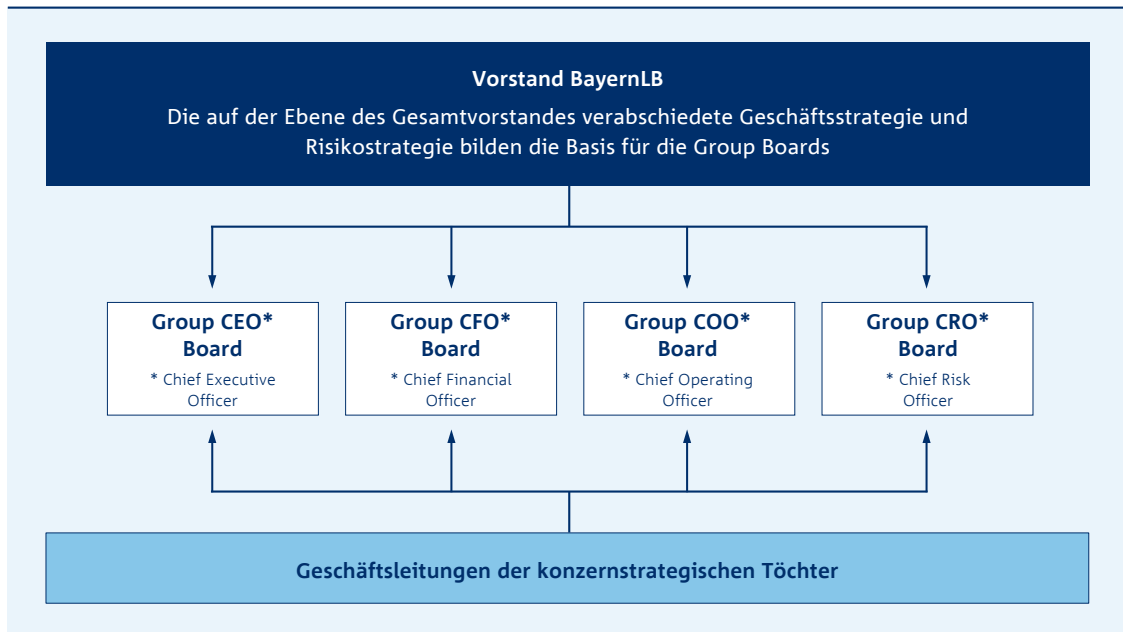 Vorstand BayernLB
Die auf der Ebene des Gesamtvorstandes verabschiedete Geschäftsstrategie und
Risikostrategie bilden die Basis für die Group Boards
Group CEO*
Board
* Chief Executive
Officer
Group CFO*
Board
* Chief Financial
Officer
Group COO*
Board
* Chief Operating
Officer
Group CRO*
Board
* Chief Risk
Officer
Geschäftsleitungen der konzernstrategischen Töchter